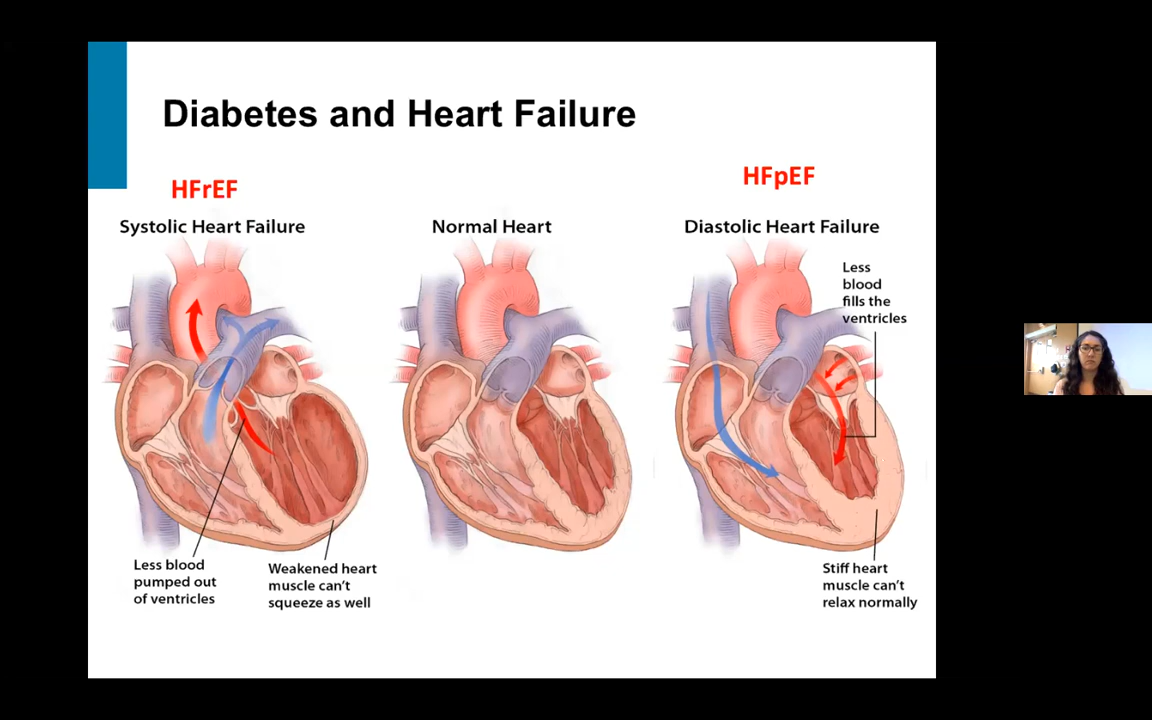 Diabetes and Heart Failure
HFrEF
HFpEF
Systolic Heart Failure
Normal Heart
Diastolic Heart Failure
Less
blood
fills the
ventricles
Less blood
pumped out
of ventricles
Weakened heart
muscle can't
squeeze as well
Stiff heart
muscle can't
relax normally